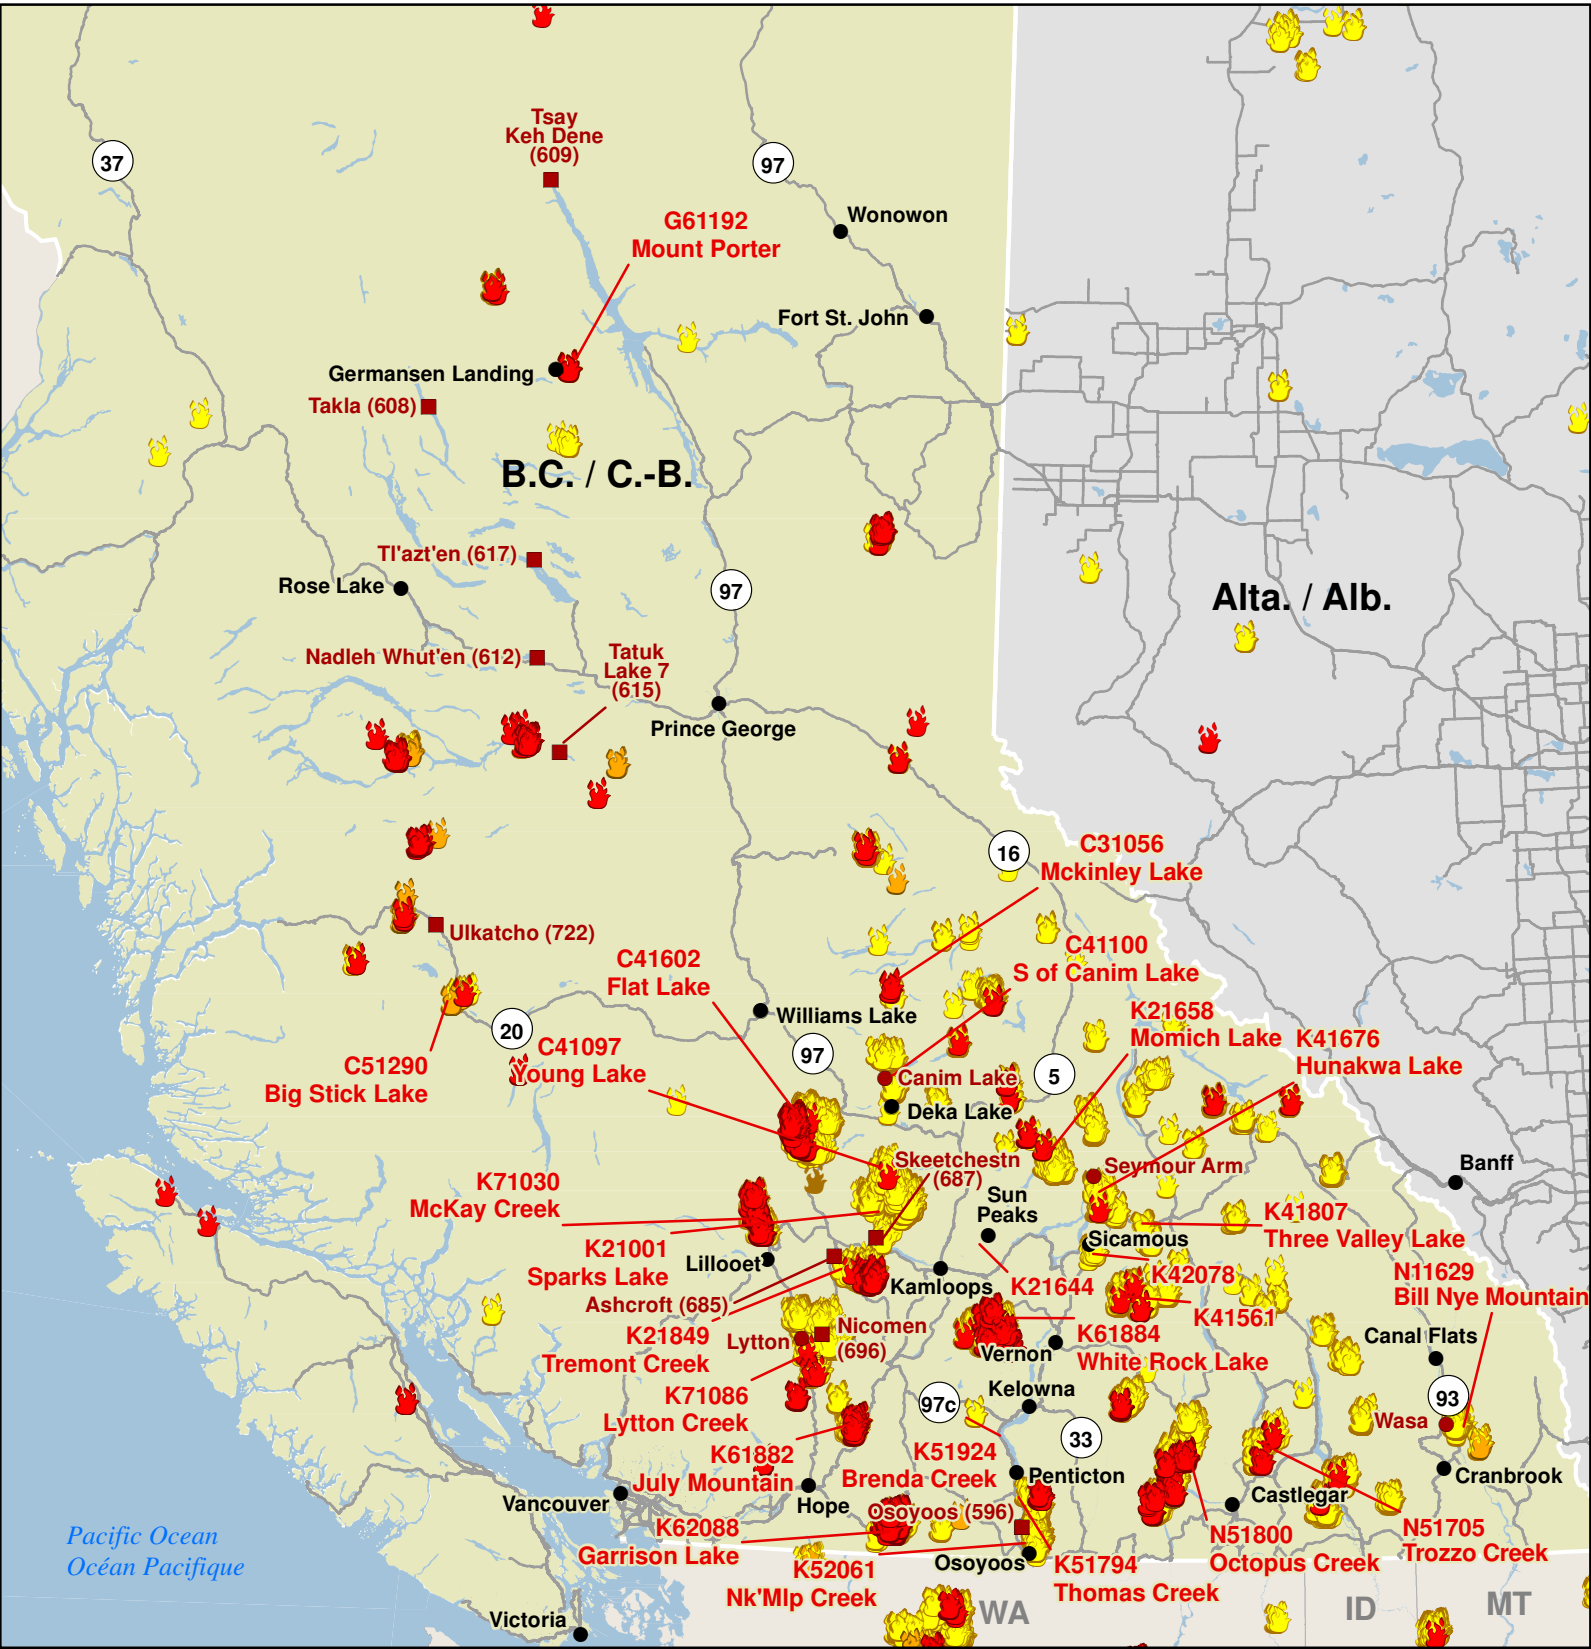 Tsay
Keh Dene
(609)
37
97
G61192
Mount Porter
Wonowon
Fort St. John
Germansen Landing
Takla (608)
B.C. / C.-B.
Tl'azt'en (617)
Rose Lake
97
Alta. / Alb.
Nadleh Whut'en (612)
Tatuk
Lake 7
(615)
Prince George
16
C31056
Mckinley Lake
Ulkatcho (722)
C41602
Flat Lake
C41100
S of Canim Lake
Williams Lake
20
97
K21658
Momich Lake
K41676
Hunakwa Lake
C51290
Big Stick Lake
C41097
Young Lake
Canim Lake
5
Deka Lake
Skeetchestn
(687)
Seymour Arm
Banff
K71030
McKay Creek
Sun
Peaks
K41807
Three Valley Lake
Sicamous
K21001
Sparks Lake
Lillooet
Kamloops
K21644
K42078
N11629
Bill Nye Mountain
Ashcroft (685)
K41561
K21849
Tremont Creek
Lytton
Nicomen
(696)
Vernon
K61884
White Rock Lake
Canal Flats
K71086
Lytton Creek
97c
Kelowna
93
Wasa
33
K61882
July Mountain
K51924
Brenda Creek
Penticton
Cranbrook
Vancouver
Hope
Castlegar
Osoyoos (596)
K62088
Garrison Lake
N51800
Octopus Creek
N51705
Trozzo Creek
Pacific Ocean
Océan Pacifique
K52061
Nk'Mlp Creek
Osoyoos
K51794
Thomas Creek
Victoria
WA
ID
MT